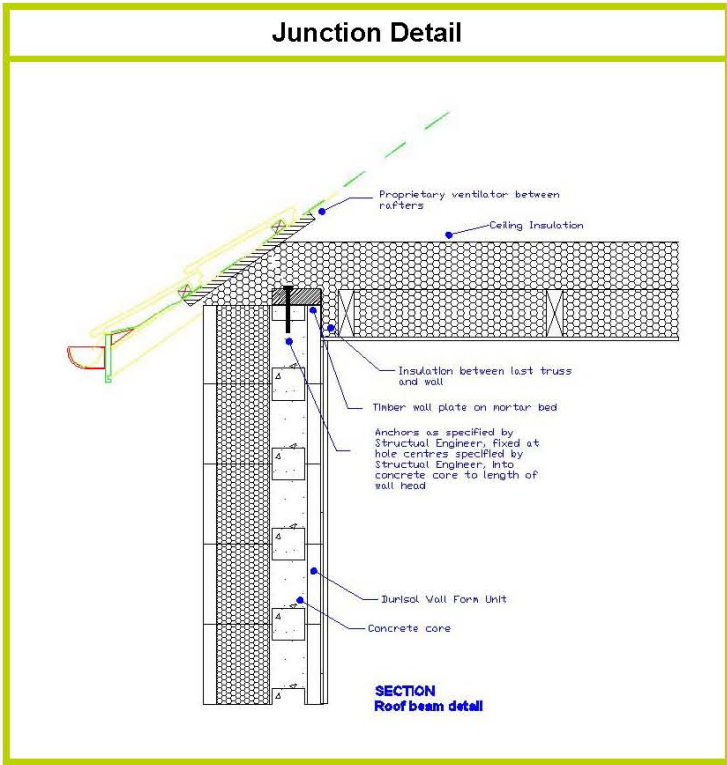 Junction Detail
Proprietary ventilator between
rafters
Ceiling Insulation
Insulation between last truss
and wall
Timber wall plate on mortar bed
Anchors as specified by
Structual Engineer, fixed at
hole centres specified by
Structual Engineer, into
concrete core to length of
wall head
Durisol Wall Form Unit
Concrete core
SECTION
Roof beam detail